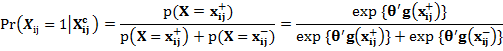 Pr(X_ij = 1|X^c_ij) = p(X = x^+_ij) / (p(X = x^+_ij) + p(X = x^-_ij)) = exp {θ′g(x^+_ij)} / (exp {θ′g(x^+_ij)} + exp {θ′g(x^-_ij)})